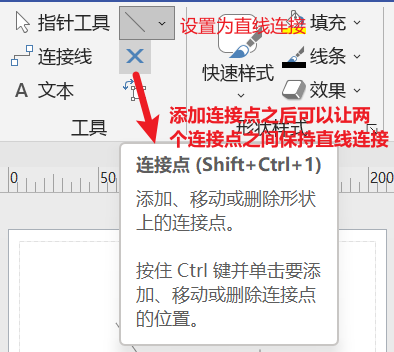 指针工具
设置为直线连接
填充
连接线
快速样式
线条
A 文本
效果
添加连接点之后可以让两
个连接点之间保持直线连接
工具
形状样式
连接点 (Shift+Ctrl+1)
0
50
200
添加、移动或删除形状
上的连接点。
按住 Ctrl 键并单击要添
加、移动或删除连接点
的位置。